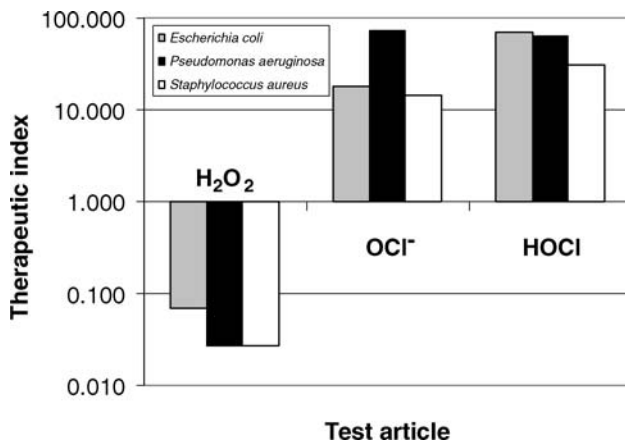 100.000
10.000
1.000
0.100
0.010
Therapeutic index
Escherichia coli
Pseudomonas aeruginosa
Staphylococcus aureus
H₂O₂
OCl⁻
HOCl
Test article